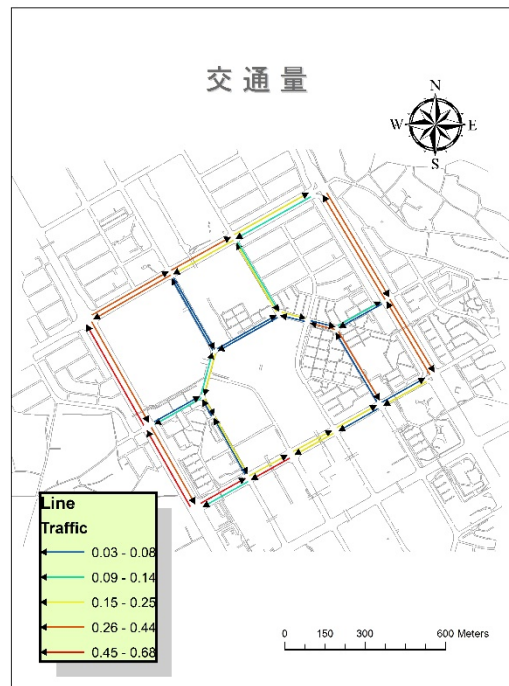 交通量
N
W E
S
Line
Traffic
0.03 - 0.08
0.09 - 0.14
0.15 - 0.25
0.26 - 0.44
0.45 - 0.68
0 150 300 600 Meters